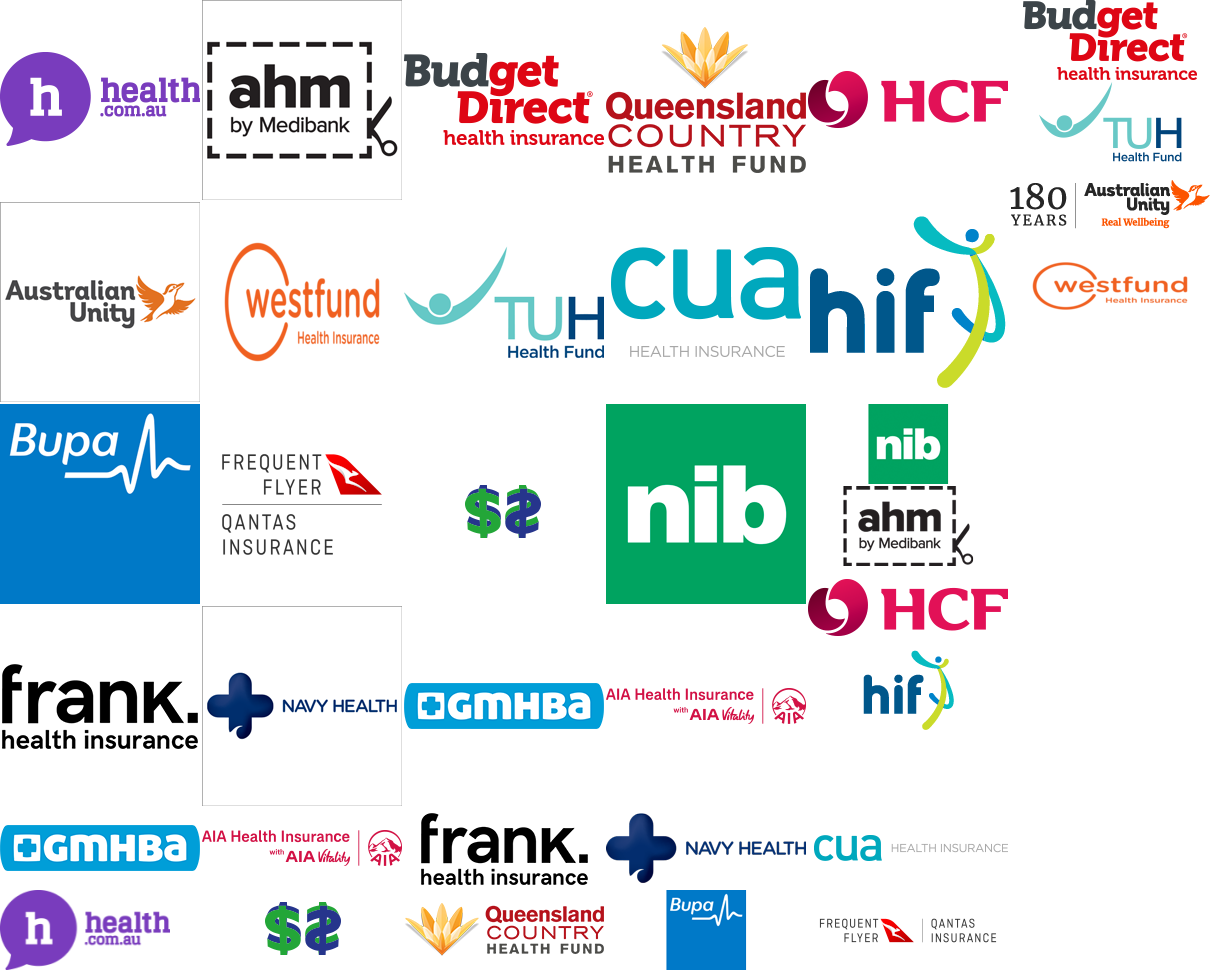 h health
.com.au
ahm
by Medibank
Budget
Direct®
health insurance
Queensland
COUNTRY
HEALTH FUND
HCF
Budget
Direct®
health insurance
TUH
Health Fund
180
YEARS
Australian
Unity
Real Wellbeing
Australian
Unity
westfund
Health Insurance
TUH
Health Fund
cua
HEALTH INSURANCE
hif
westfund
Health Insurance
Bupa
FREQUENT
FLYER
QANTAS
INSURANCE
$$
nib
nib
ahm
by Medibank
HCF
frank.
health insurance
NAVY HEALTH
GMHBa
AIA Health Insurance
with AIA Vitality
AIA
hif
GMHBa
AIA Health Insurance
with AIA Vitality
AIA
frank.
health insurance
NAVY HEALTH
cua HEALTH INSURANCE
h health
.com.au
$$
Queensland
COUNTRY
HEALTH FUND
Bupa
FREQUENT
FLYER
QANTAS
INSURANCE